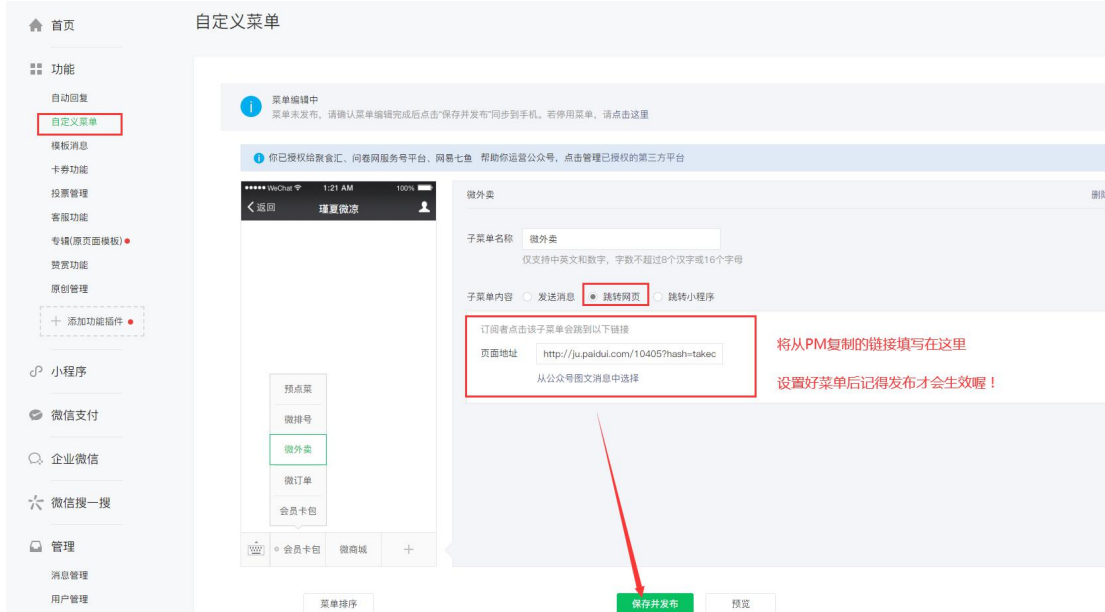 首页
自定义菜单
功能
自动回复
自定义菜单
模板消息
卡券功能
投票管理
客服功能
专辑(原页面模板)
赞赏功能
原创管理
+ 添加功能插件
小程序
微信支付
企业微信
微信搜一搜
管理
消息管理
用户管理
菜单编辑中
菜单未发布，请确认菜单编辑完成后点击“保存并发布”同步到手机。若停用菜单，请点击这里
你已授权给聚食汇、问卷网服务号平台、网易七鱼 帮助你运营公众号，点击管理已授权的第三方平台
WeChat 1:21 AM 100%
返回 瑾夏微凉
预点菜
微排号
微外卖
微订单
会员卡包
会员卡包 微商城 +
菜单排序
微外卖
子菜单名称 微外卖
仅支持中英文和数字，字数不超过8个汉字或16个字母
子菜单内容 发送消息 跳转网页 跳转小程序
订阅者点击该子菜单会跳到以下链接
页面地址 http://ju.paidui.com/10405?hash=takec
从公众号图文消息中选择
将从PM复制的链接填写在这里
设置好菜单后记得发布才会生效喔！
保存并发布 预览